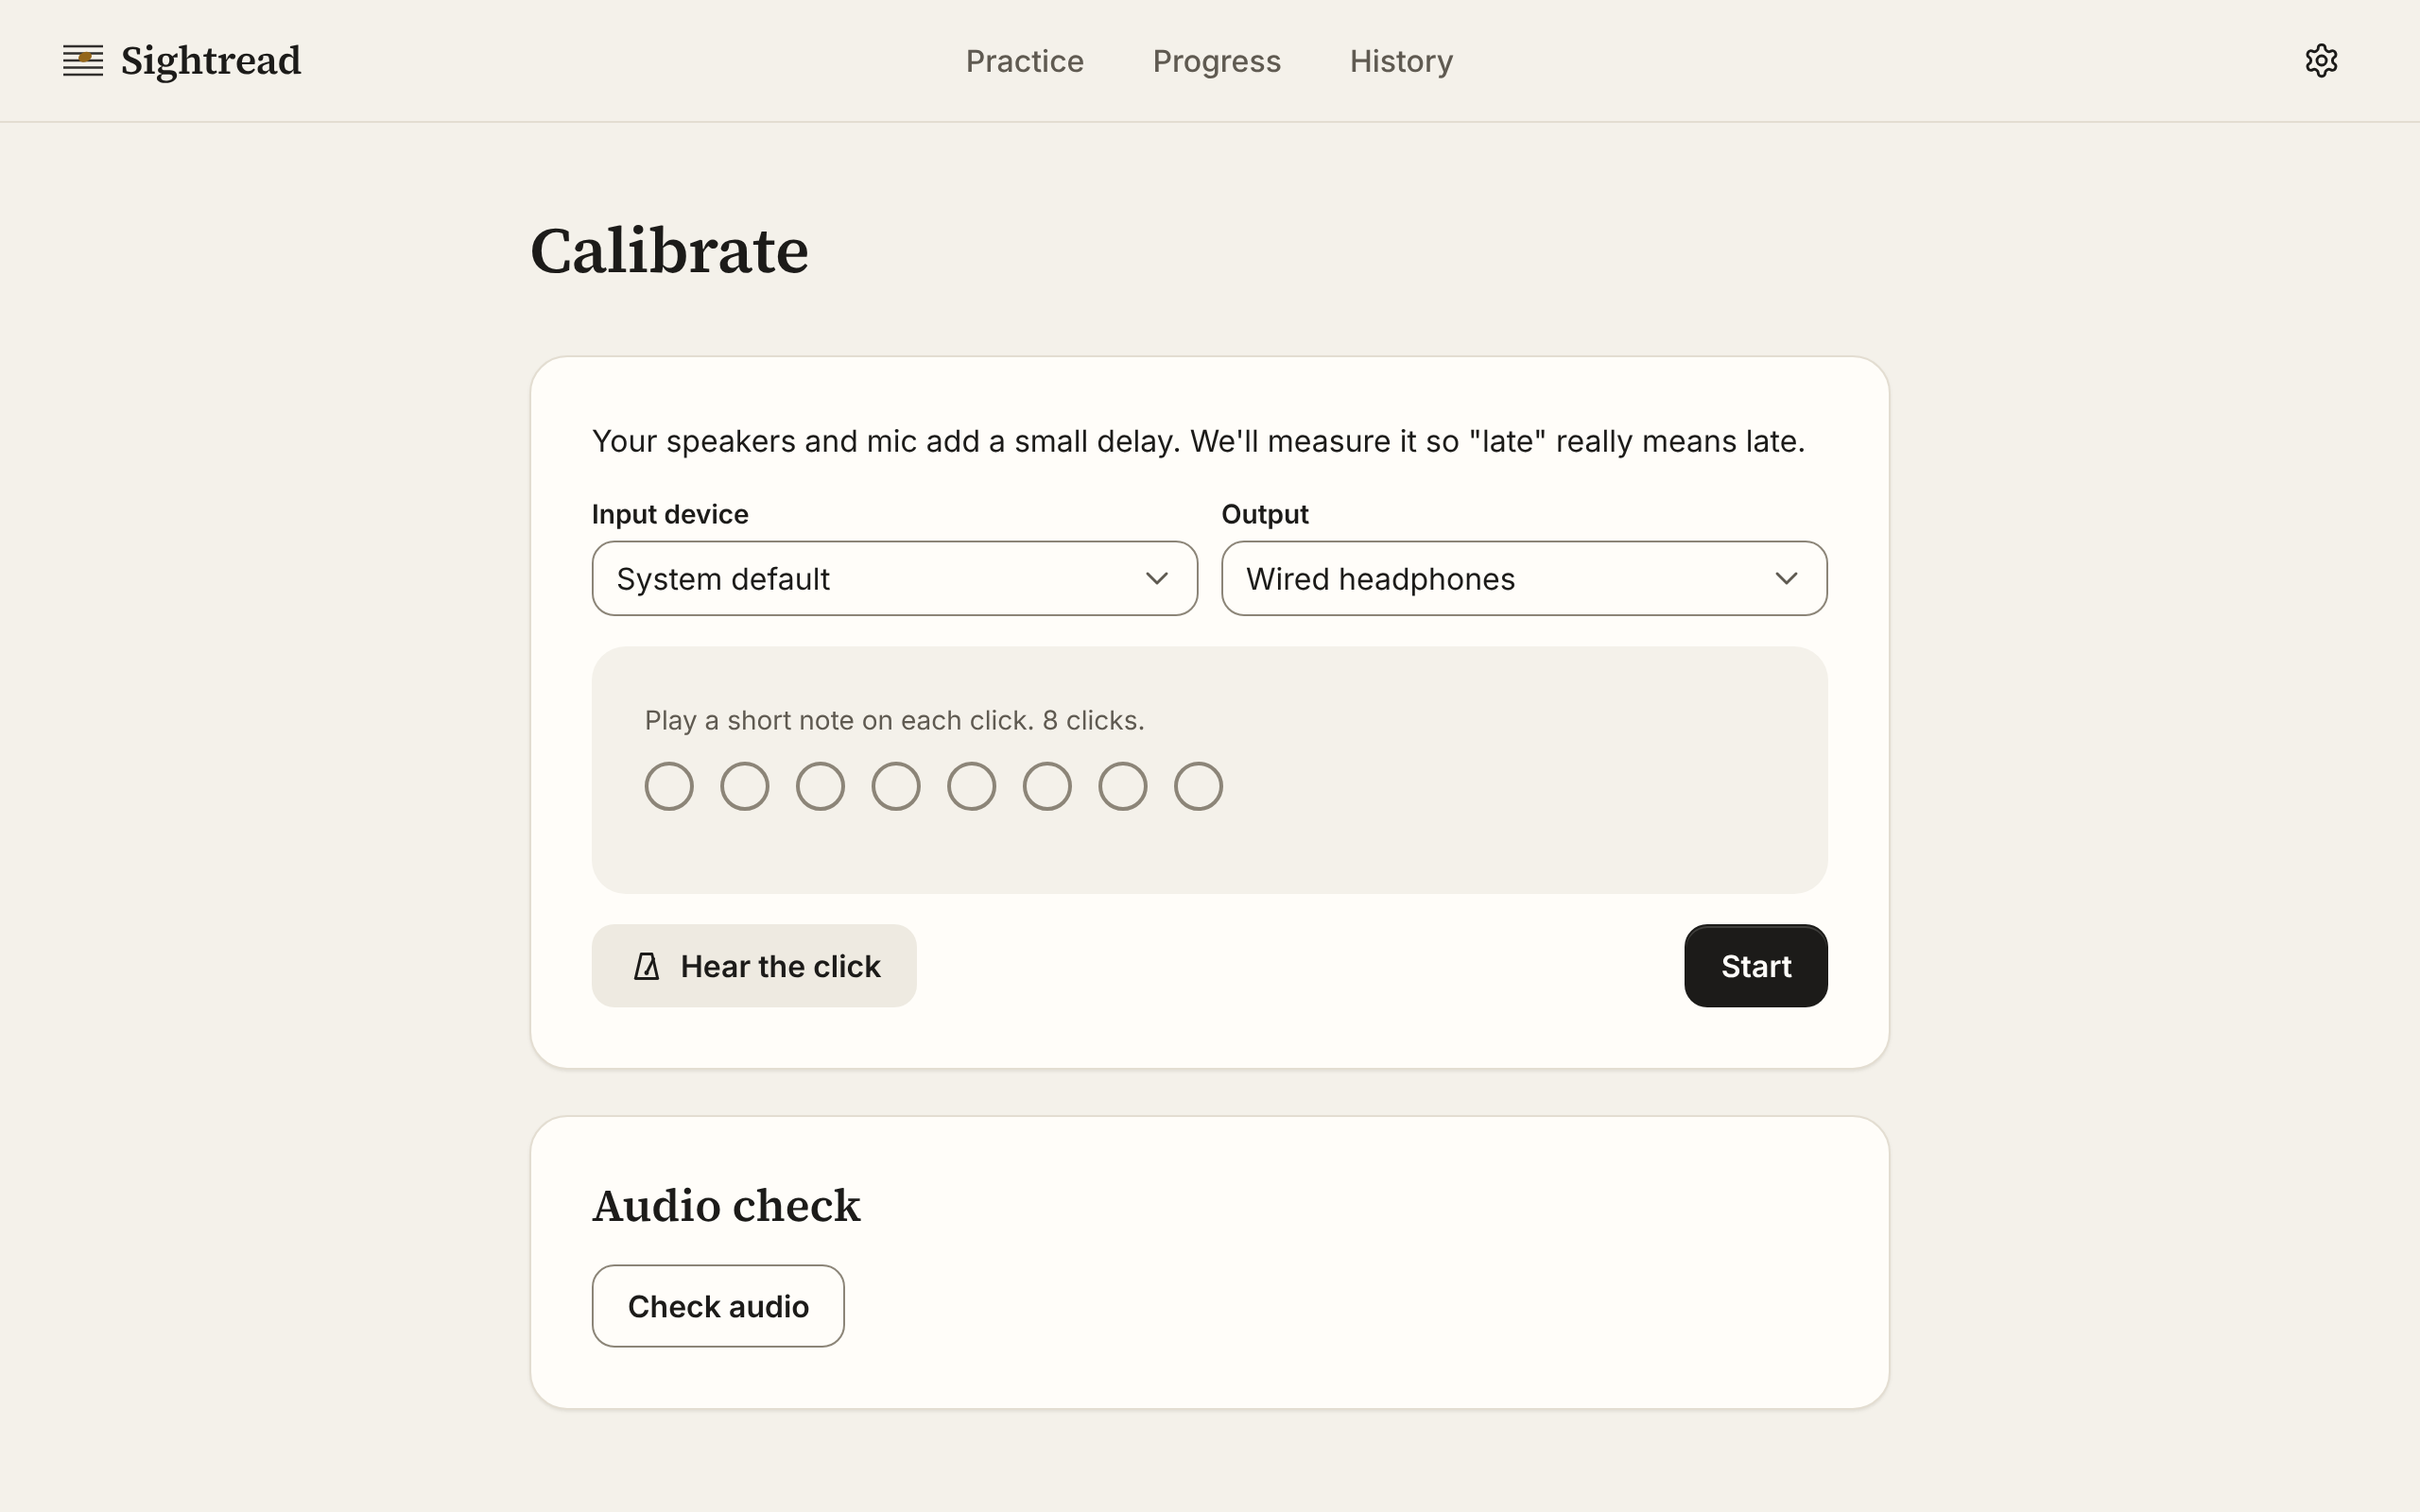 Sightread
Practice
Progress
History
Calibrate
Your speakers and mic add a small delay. We'll measure it so "late" really means late.
Input device
Output
System default
Wired headphones
Play a short note on each click. 8 clicks.
Hear the click
Start
Audio check
Check audio